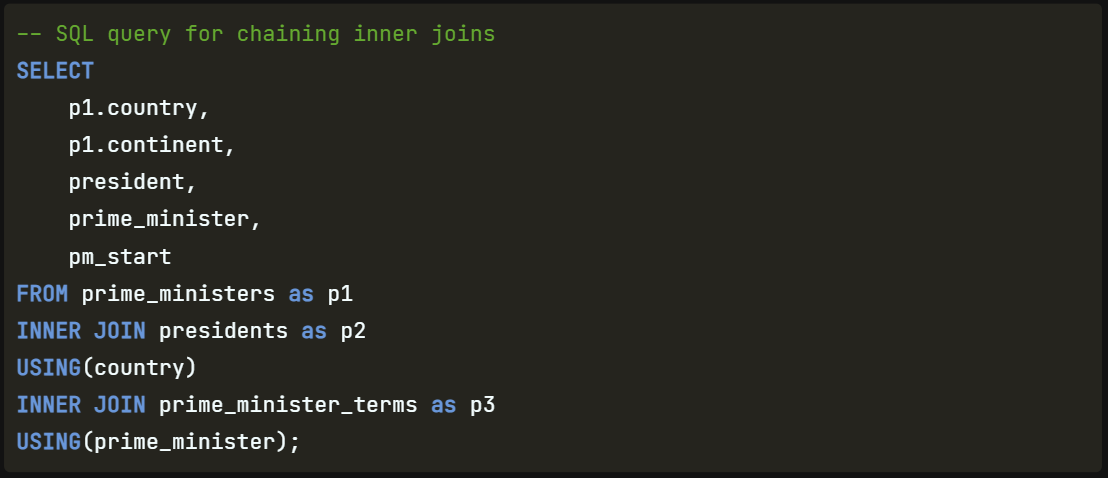 -- SQL query for chaining inner joins
SELECT
    p1.country,
    p1.continent,
    president,
    prime_minister,
    pm_start
FROM prime_ministers as p1
INNER JOIN presidents as p2
USING(country)
INNER JOIN prime_minister_terms as p3
USING(prime_minister);